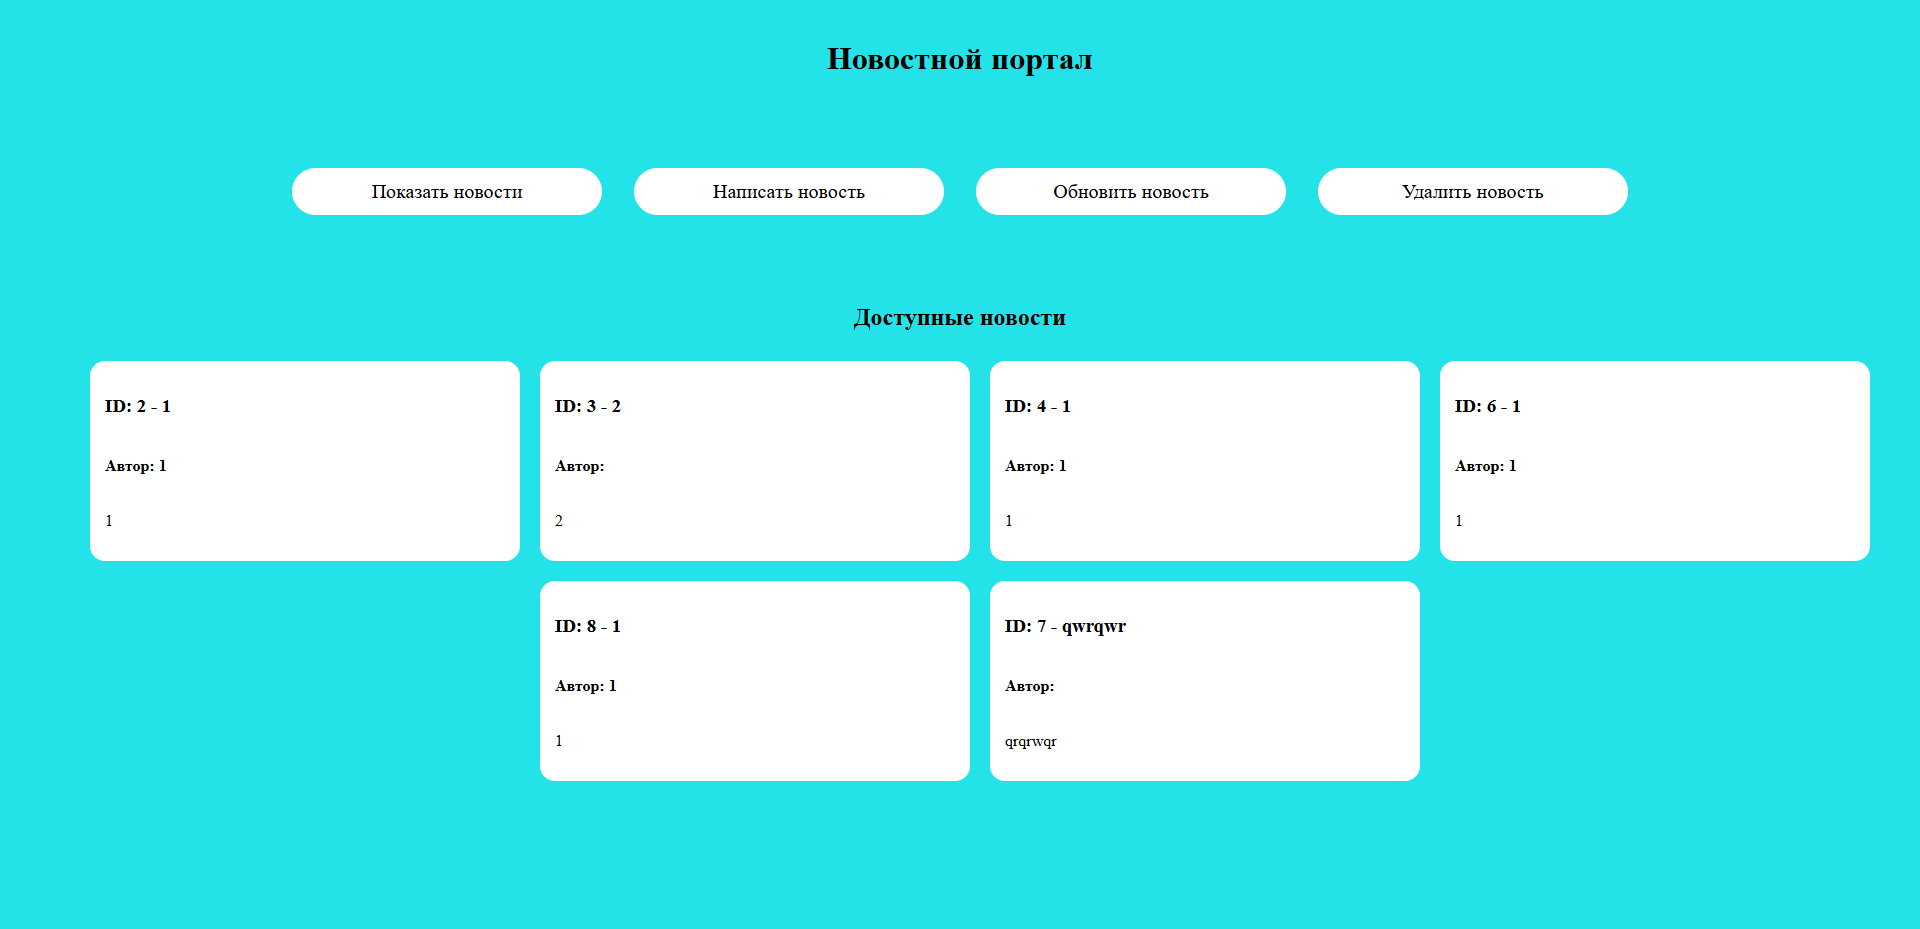 Новостной портал
Показать новости
Написать новость
Обновить новость
Удалить новость
Доступные новости
ID: 2 - 1
Автор: 1
1
ID: 3 - 2
Автор:
2
ID: 4 - 1
Автор: 1
1
ID: 6 - 1
Автор: 1
1
ID: 8 - 1
Автор: 1
1
ID: 7 - qwrqwr
Автор:
qrqrwqr